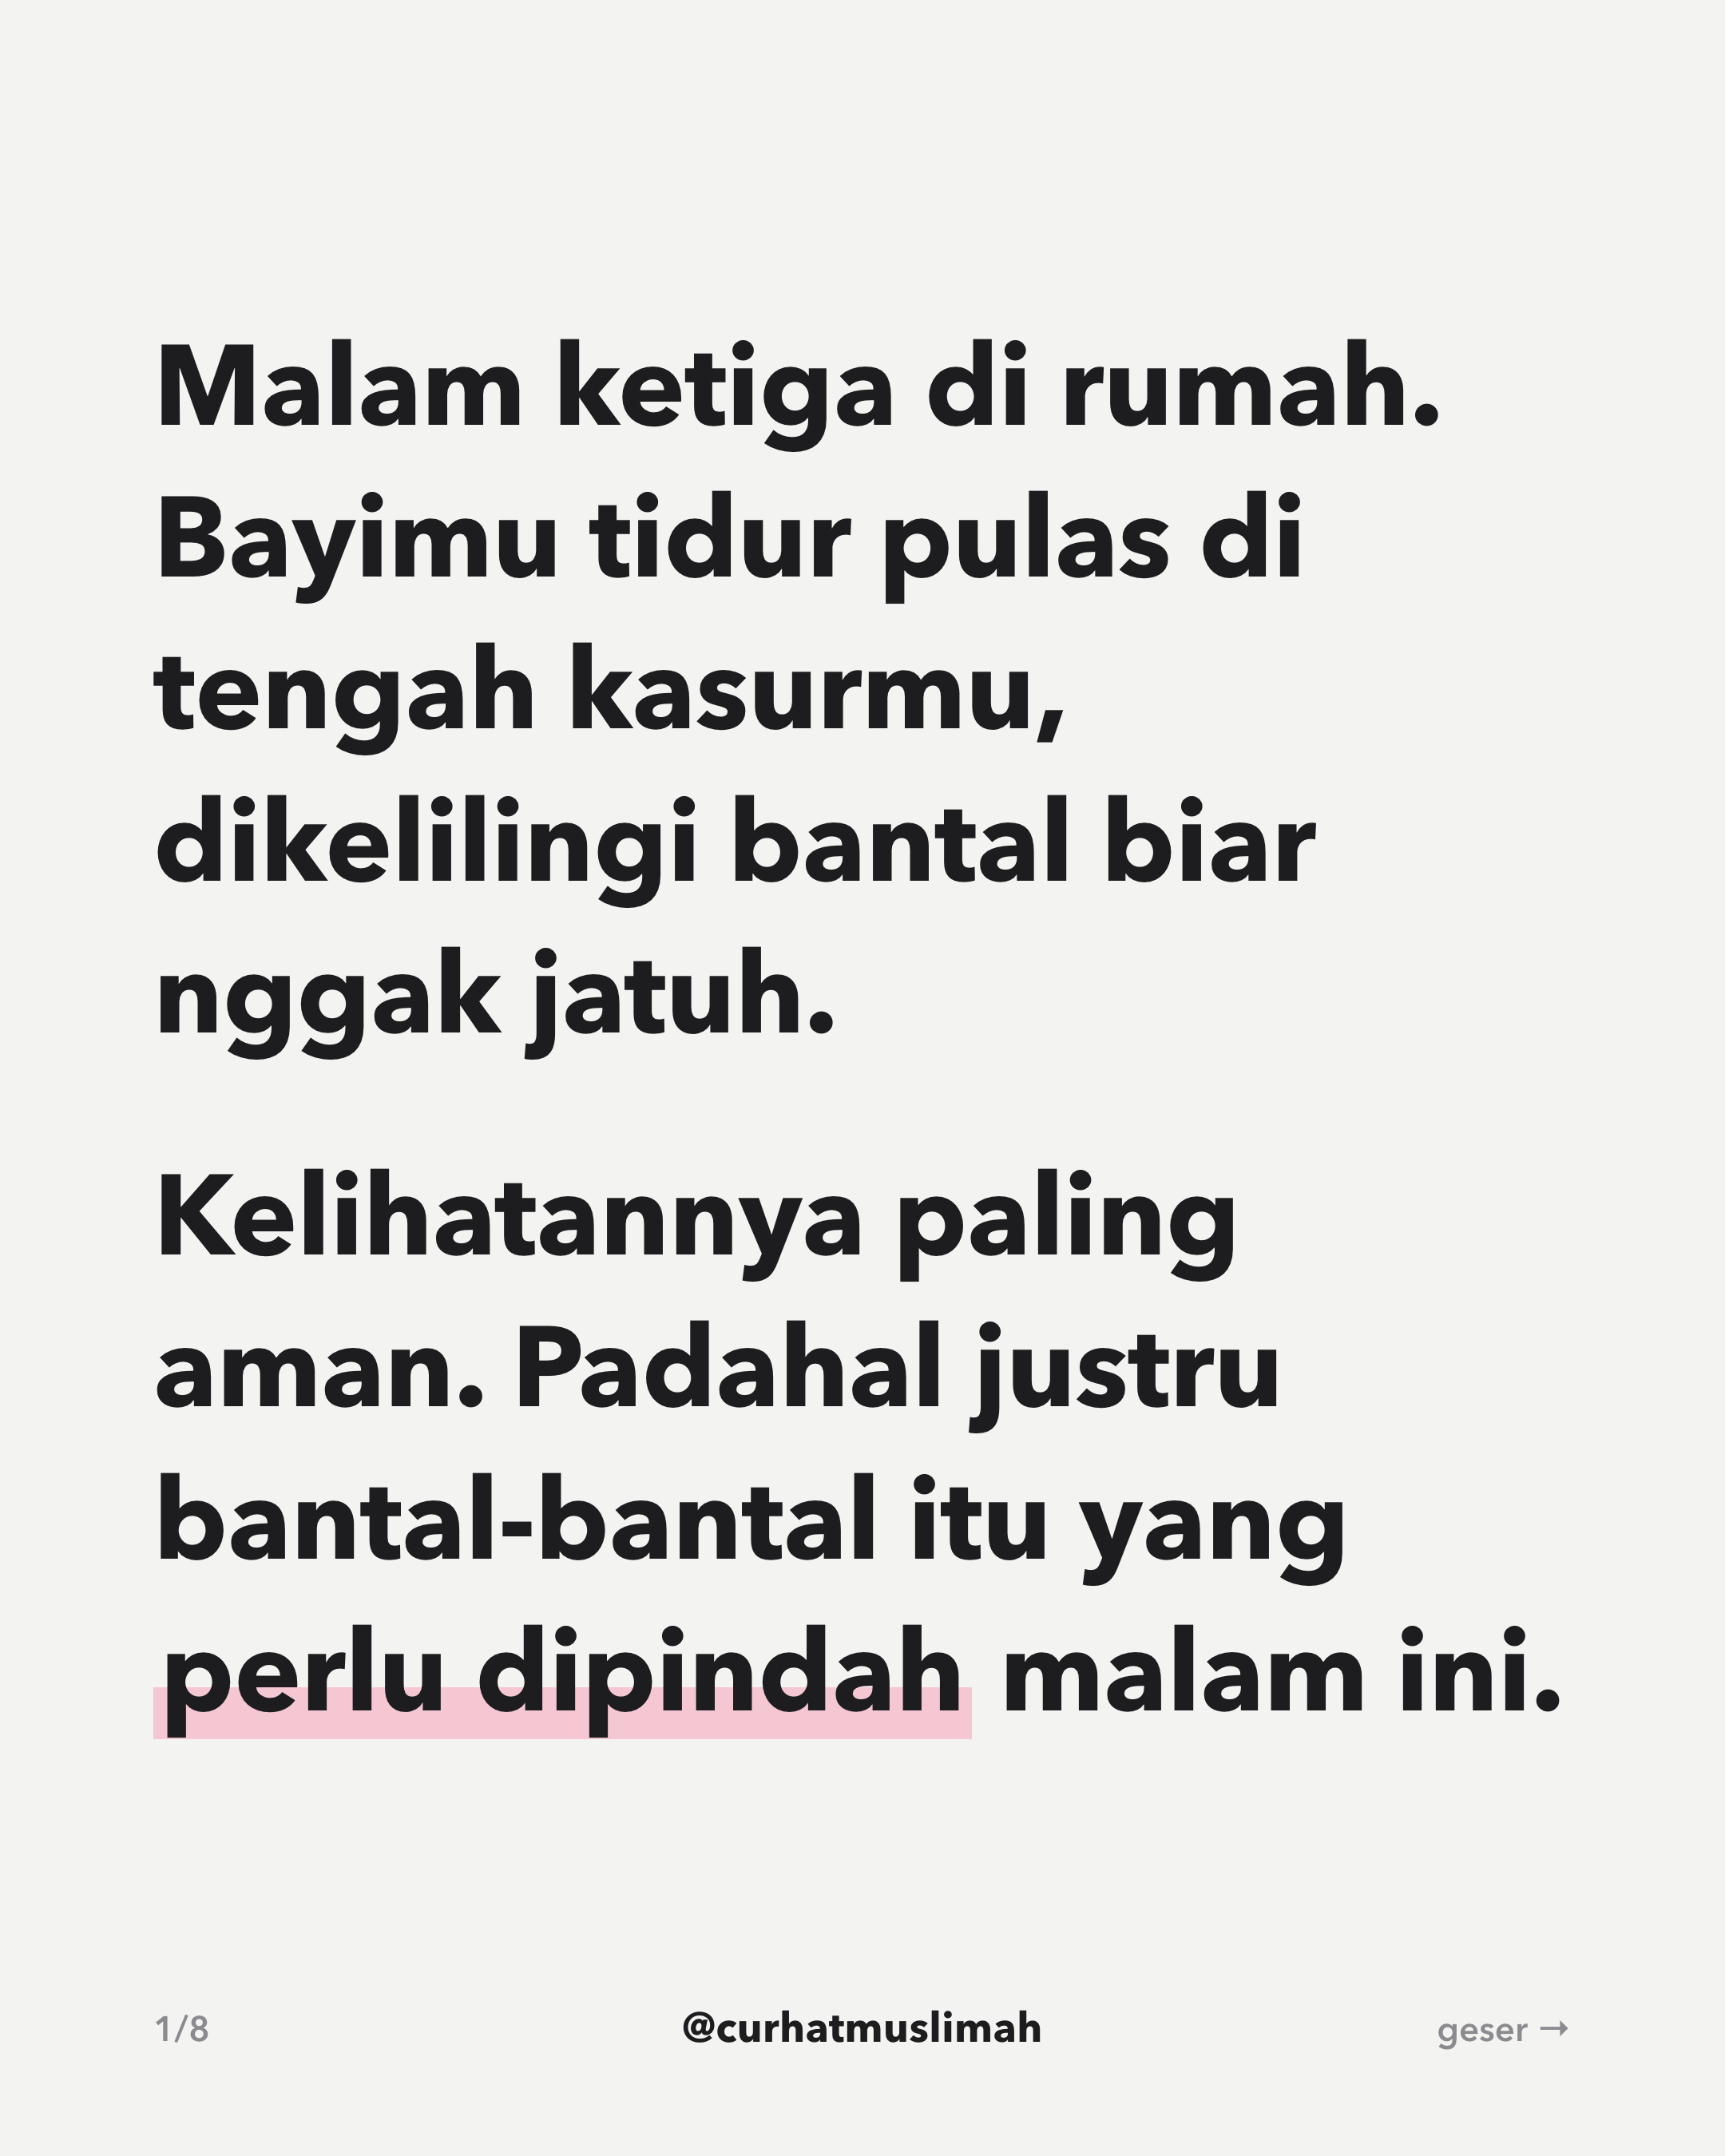 Malam ketiga di rumah.
Bayimu tidur pulas di
tengah kasurmu,
dikelilingi bantal biar
nggak jatuh.
Kelihatannya paling
aman. Padahal justru
bantal-bantal itu yang
perlu dipindah malam ini.
1/8
@curhatmuslimah
geser →